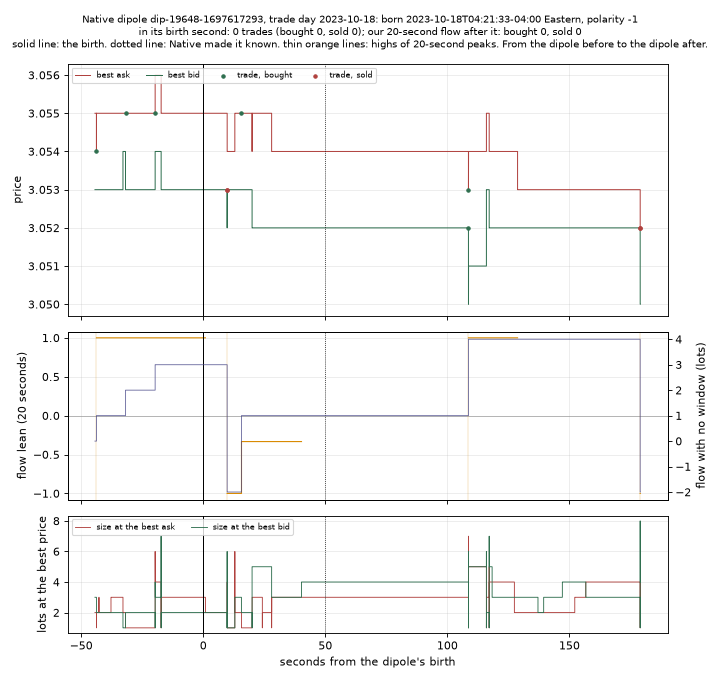 Native dipole dip-19648-1697617293, trade day 2023-10-18: born 2023-10-18T04:21:33-04:00 Eastern, polarity -1
in its birth second: 0 trades (bought 0, sold 0); our 20-second flow after it: bought 0, sold 0
solid line: the birth. dotted line: Native made it known. thin orange lines: highs of 20-second peaks. From the dipole before to the dipole after.
best ask
best bid
trade, bought
trade, sold
3.056
3.055
3.054
3.053
3.052
3.051
3.050
price
1.0
0.5
0.0
−0.5
−1.0
flow lean (20 seconds)
4
3
2
1
0
−1
−2
flow with no window (lots)
size at the best ask
size at the best bid
8
6
4
2
lots at the best price
−50
0
50
100
150
seconds from the dipole's birth